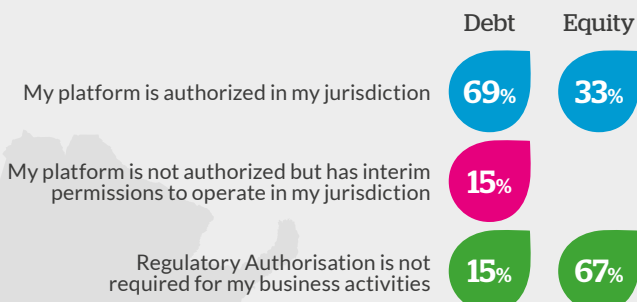 Debt Equity
My platform is authorized in my jurisdiction 69% 33%
My platform is not authorized but has interim
permissions to operate in my jurisdiction 15%
Regulatory Authorisation is not
required for my business activities 15% 67%